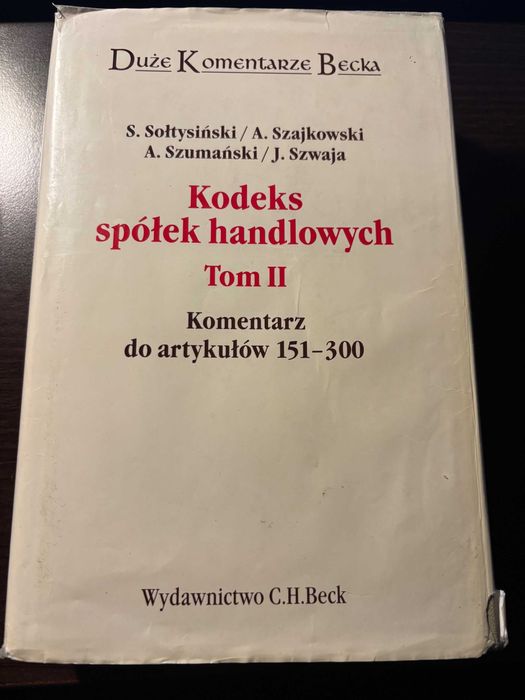 Duże Komentarze Becka
S. Sołtysiński / A. Szajkowski
A. Szumański / J. Szwaja
Kodeks
spółek handlowych
Tom II
Komentarz
do artykułów 151–300
Wydawnictwo C.H.Beck